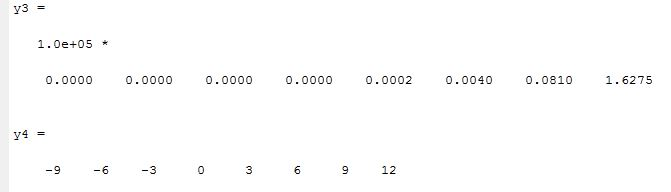 y3 =
1.0e+05 *
0.0000 0.0000 0.0000 0.0000 0.0002 0.0040 0.0810 1.6275
y4 =
-9 -6 -3 0 3 6 9 12